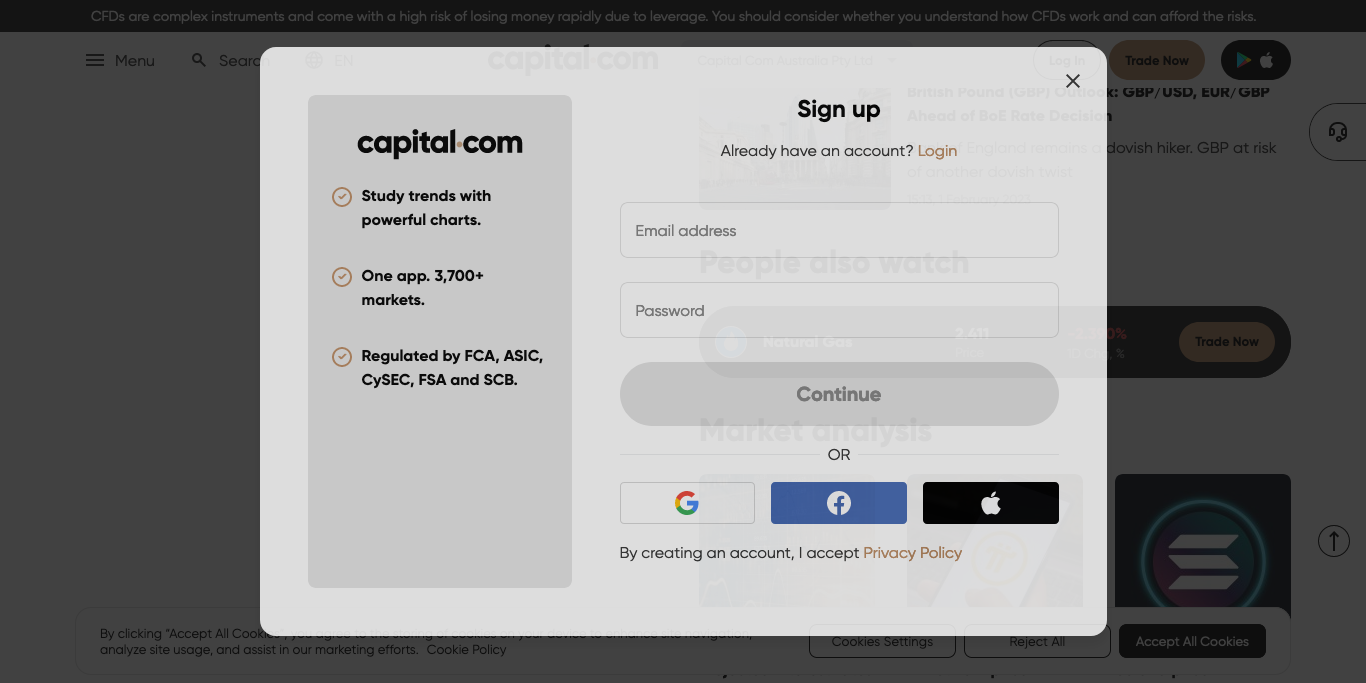 CFDs are complex instruments and come with a high risk of losing money rapidly due to leverage. You should consider whether you understand how CFDs work and can afford the risks.
Menu
Search
EN
capital.com
Capital Com Australia Pty Ltd
Log In
Trade Now
British Pound (GBP) Outlook: GBP/USD, EUR/GBP
Ahead of BoE Rate Decision
of England remains a dovish hiker. GBP at risk
of another dovish twist
People also watch
Natural Gas
2.411
%
Trade Now
Market analysis
capital.com
Study trends with
powerful charts.
One app. 3,700+
markets.
Regulated by FCA, ASIC,
CySEC, FSA and SCB.
Sign up
Already have an account? Login
Email address
Password
Continue
OR
By creating an account, I accept Privacy Policy
By clicking “Accept All Cookies”, you agree to the storing of cookies on your device to enhance site navigation,
analyze site usage, and assist in our marketing efforts. Cookie Policy
Cookies Settings
Reject All
Accept All Cookies